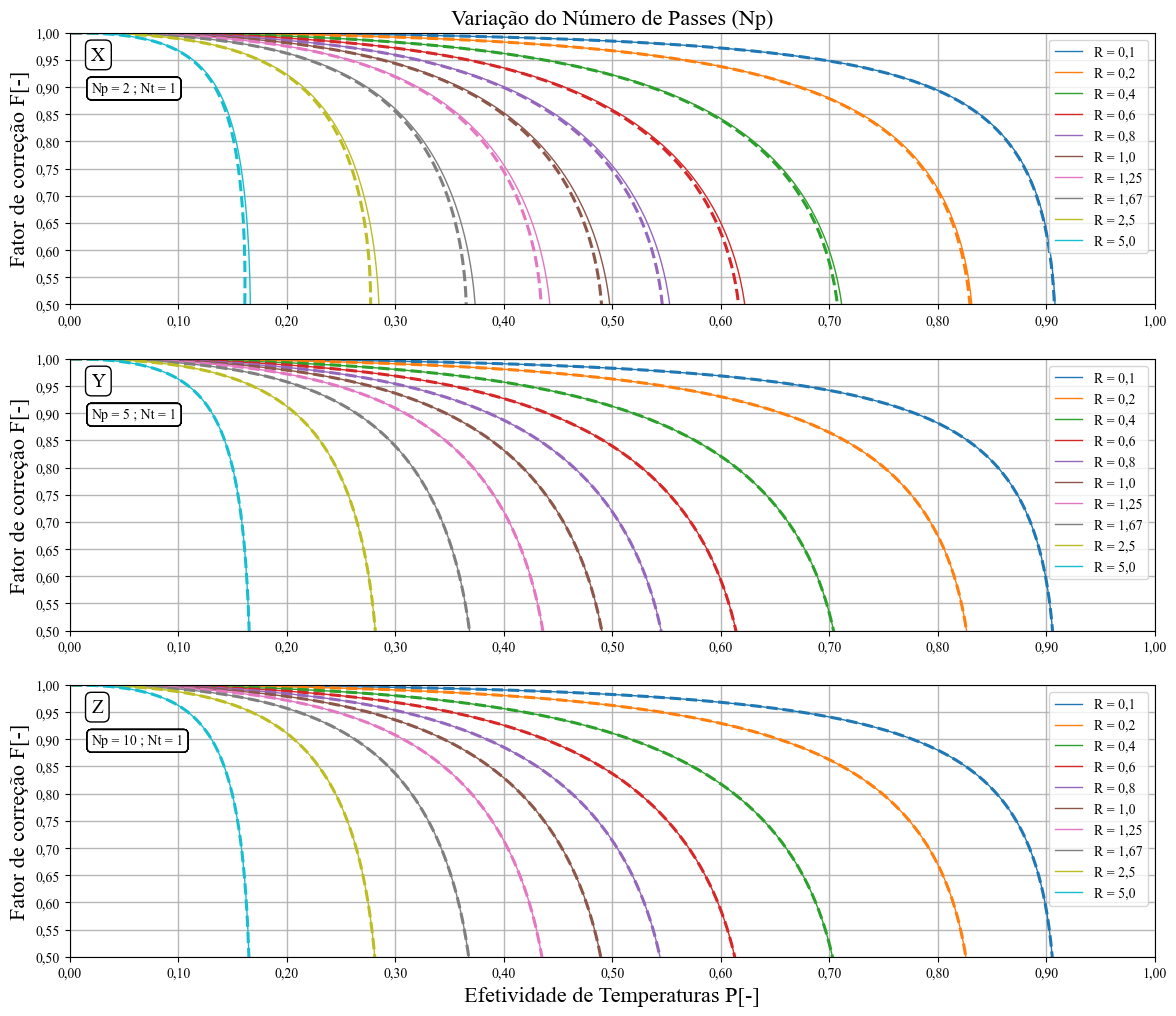 Variação do Número de Passes (Np)
Fator de correção F[-]
X
Np = 2 ; Nt = 1
1,00
0,95
0,90
0,85
0,80
0,75
0,70
0,65
0,60
0,55
0,50
0,00 0,10 0,20 0,30 0,40 0,50 0,60 0,70 0,80 0,90 1,00
R = 0,1
R = 0,2
R = 0,4
R = 0,6
R = 0,8
R = 1,0
R = 1,25
R = 1,67
R = 2,5
R = 5,0
Fator de correção F[-]
Y
Np = 5 ; Nt = 1
1,00
0,95
0,90
0,85
0,80
0,75
0,70
0,65
0,60
0,55
0,50
0,00 0,10 0,20 0,30 0,40 0,50 0,60 0,70 0,80 0,90 1,00
R = 0,1
R = 0,2
R = 0,4
R = 0,6
R = 0,8
R = 1,0
R = 1,25
R = 1,67
R = 2,5
R = 5,0
Fator de correção F[-]
Z
Np = 10 ; Nt = 1
1,00
0,95
0,90
0,85
0,80
0,75
0,70
0,65
0,60
0,55
0,50
0,00 0,10 0,20 0,30 0,40 0,50 0,60 0,70 0,80 0,90 1,00
R = 0,1
R = 0,2
R = 0,4
R = 0,6
R = 0,8
R = 1,0
R = 1,25
R = 1,67
R = 2,5
R = 5,0
Efetividade de Temperaturas P[-]